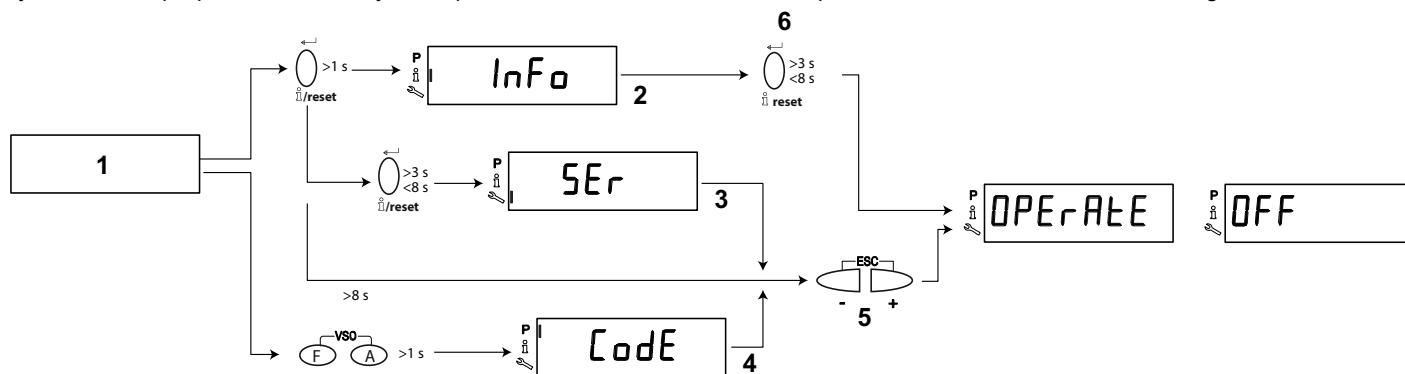 6
>1 s
i/reset
P
i
InFo
2
>3 s
<8 s
i reset
1
>3 s
<8 s
i/reset
P
i
SEr
3
P
i
OPErAtE
P
i
OFF
>8 s
ESC
- +
5
VSO
F A
>1 s
P
i
CodE
4